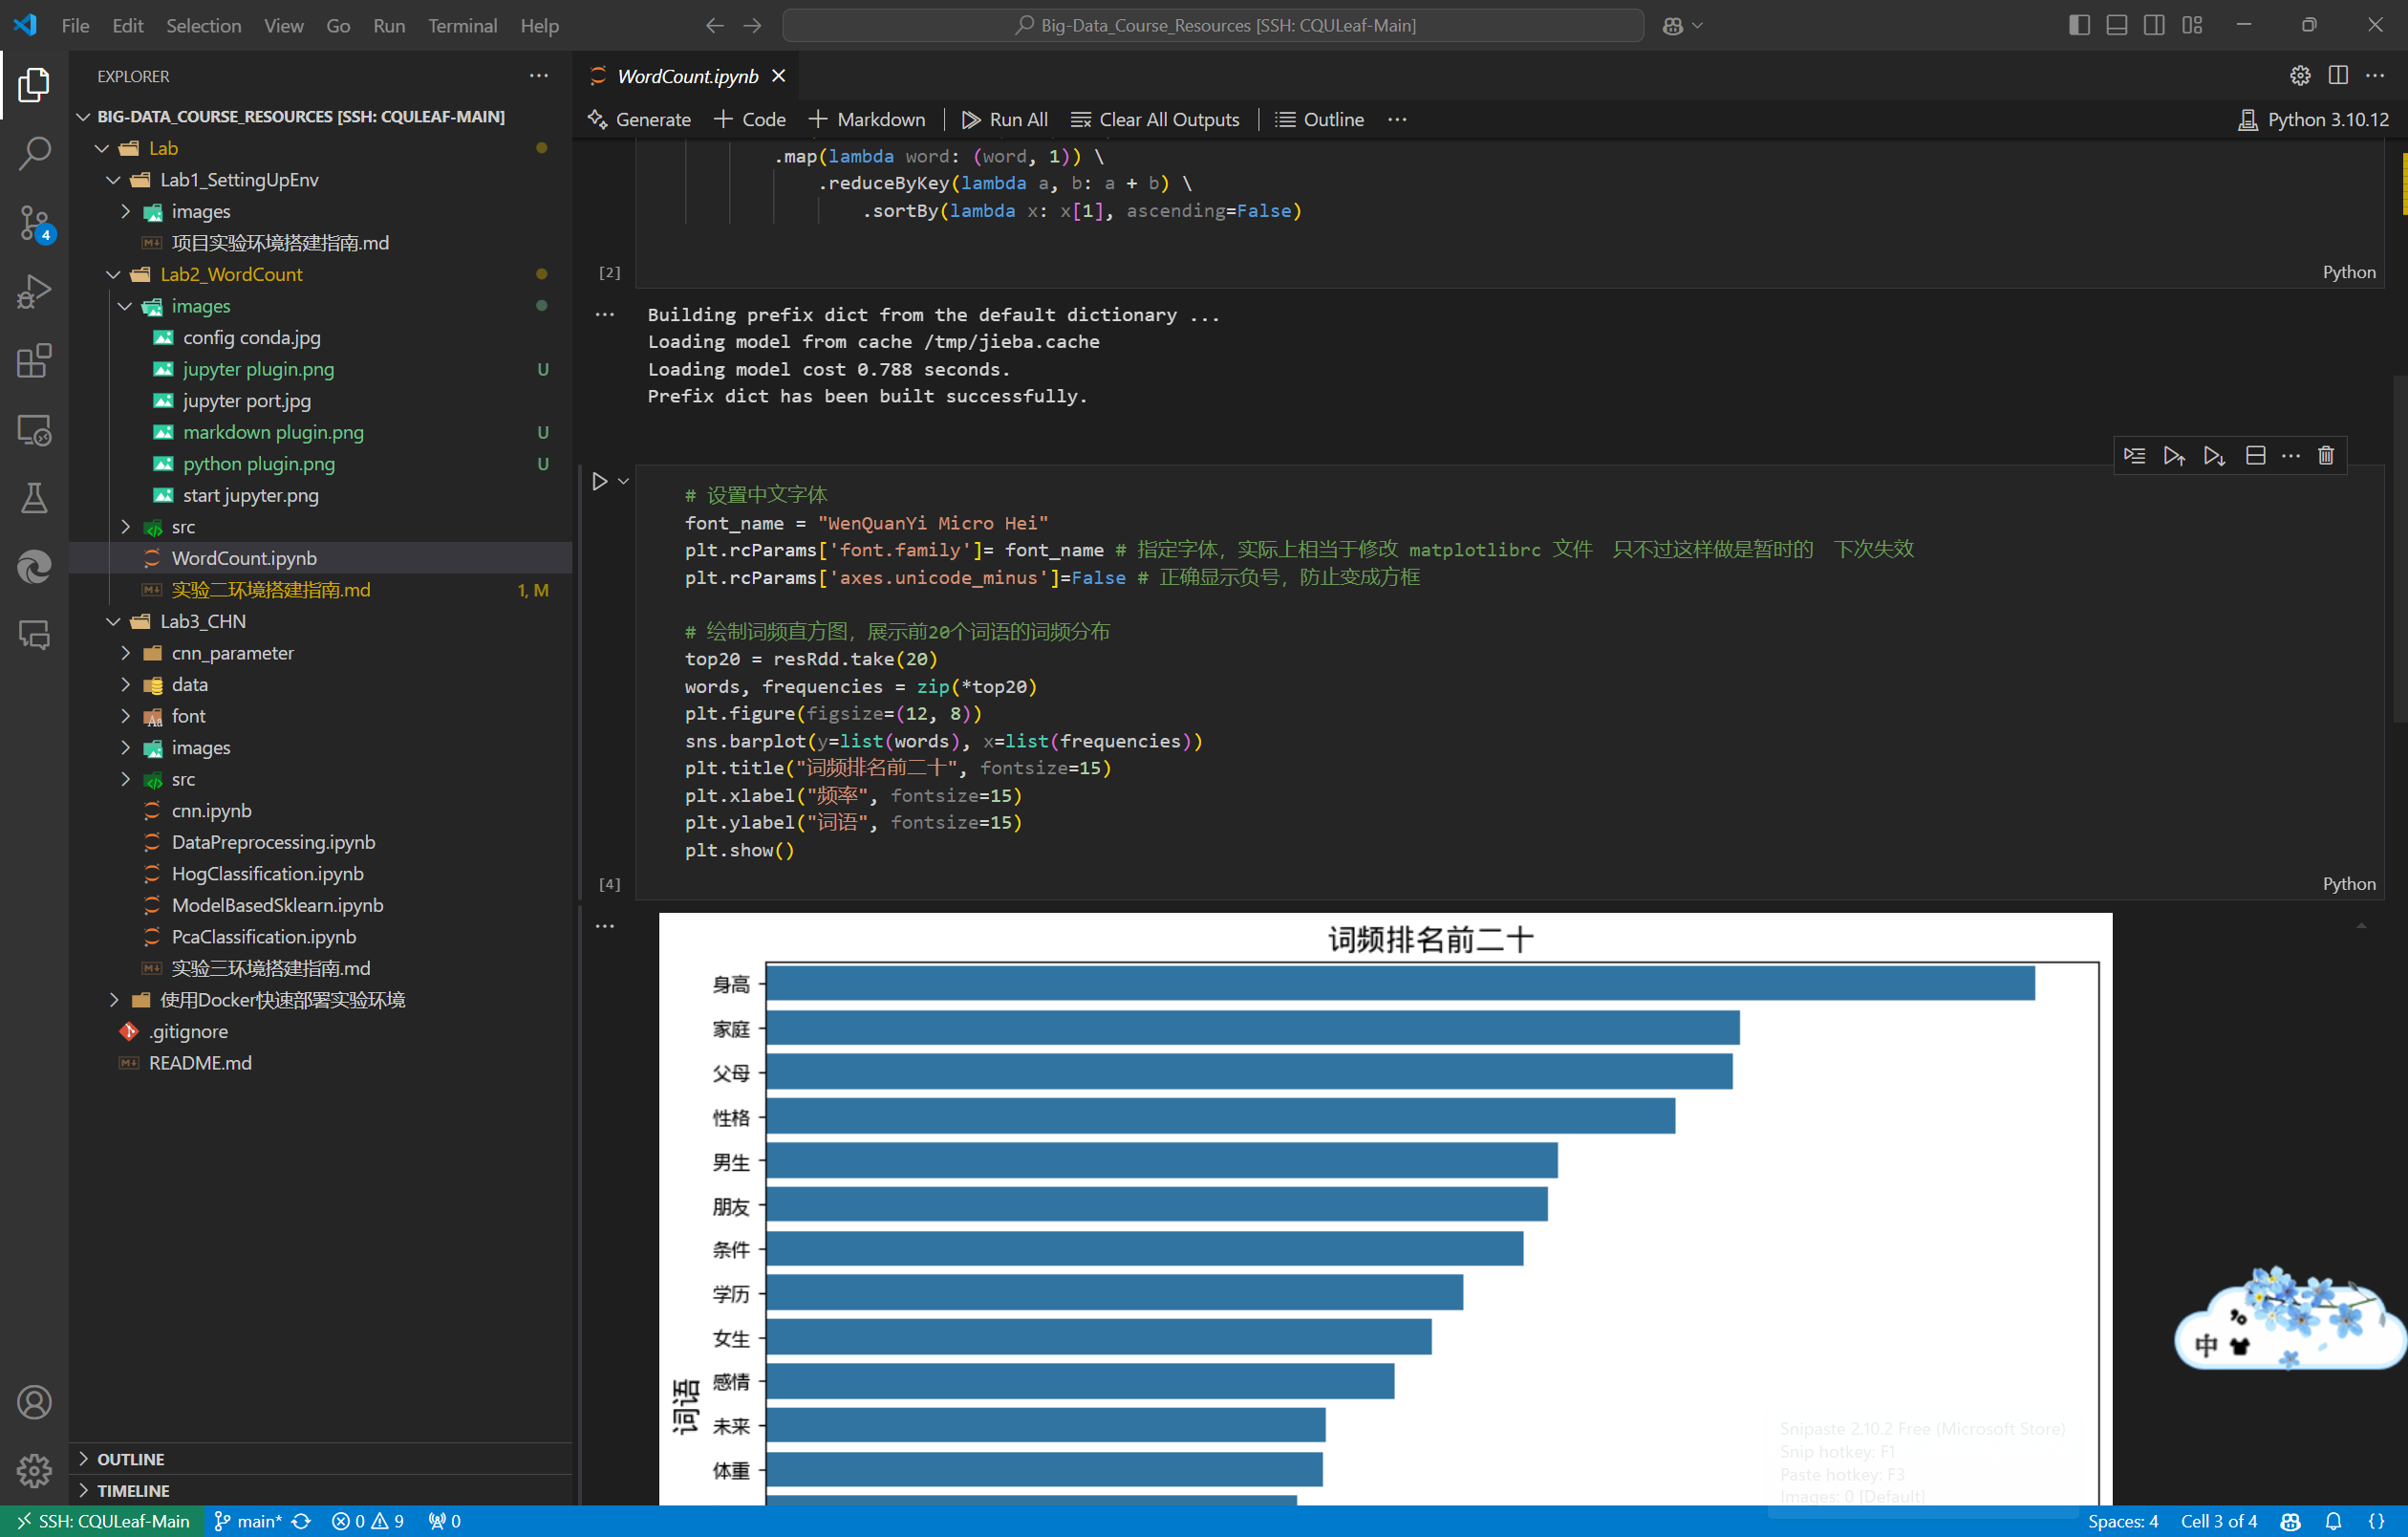 File Edit Selection View Go Run Terminal Help
Big-Data_Course_Resources [SSH: CQULeaf-Main]
EXPLORER
BIG-DATA_COURSE_RESOURCES [SSH: CQULEAF-MAIN]
Lab
Lab1_SettingUpEnv
images
项目实验环境搭建指南.md
Lab2_WordCount
images
config conda.jpg
jupyter plugin.png U
jupyter port.jpg
markdown plugin.png U
python plugin.png U
start jupyter.png
src
WordCount.ipynb
实验二环境搭建指南.md 1, M
Lab3_CHN
cnn_parameter
data
font
images
src
cnn.ipynb
DataPreprocessing.ipynb
HogClassification.ipynb
ModelBasedSklearn.ipynb
PcaClassification.ipynb
实验三环境搭建指南.md
使用Docker快速部署实验环境
.gitignore
README.md
OUTLINE
TIMELINE
4
WordCount.ipynb
Generate Code Markdown Run All Clear All Outputs Outline
Python 3.10.12
.map(lambda word: (word, 1)) \
.reduceByKey(lambda a, b: a + b) \
.sortBy(lambda x: x[1], ascending=False)
[2] Python
Building prefix dict from the default dictionary ...
Loading model from cache /tmp/jieba.cache
Loading model cost 0.788 seconds.
Prefix dict has been built successfully.
# 设置中文字体
font_name = "WenQuanYi Micro Hei"
plt.rcParams['font.family']= font_name # 指定字体，实际上相当于修改 matplotlibrc 文件 只不过这样做是暂时的 下次失效
plt.rcParams['axes.unicode_minus']=False # 正确显示负号，防止变成方框
# 绘制词频直方图，展示前20个词语的词频分布
top20 = resRdd.take(20)
words, frequencies = zip(*top20)
plt.figure(figsize=(12, 8))
sns.barplot(y=list(words), x=list(frequencies))
plt.title("词频排名前二十", fontsize=15)
plt.xlabel("频率", fontsize=15)
plt.ylabel("词语", fontsize=15)
plt.show()
[4] Python
词频排名前二十
身高
家庭
父母
性格
男生
朋友
条件
学历
女生
感情
未来
体重
词语
中
Snipaste 2.10.2 Free (Microsoft Store)
Snip hotkey: F1
Paste hotkey: F3
Images: 0 [Default]
SSH: CQULeaf-Main main* 0 9 0
Spaces: 4 Cell 3 of 4